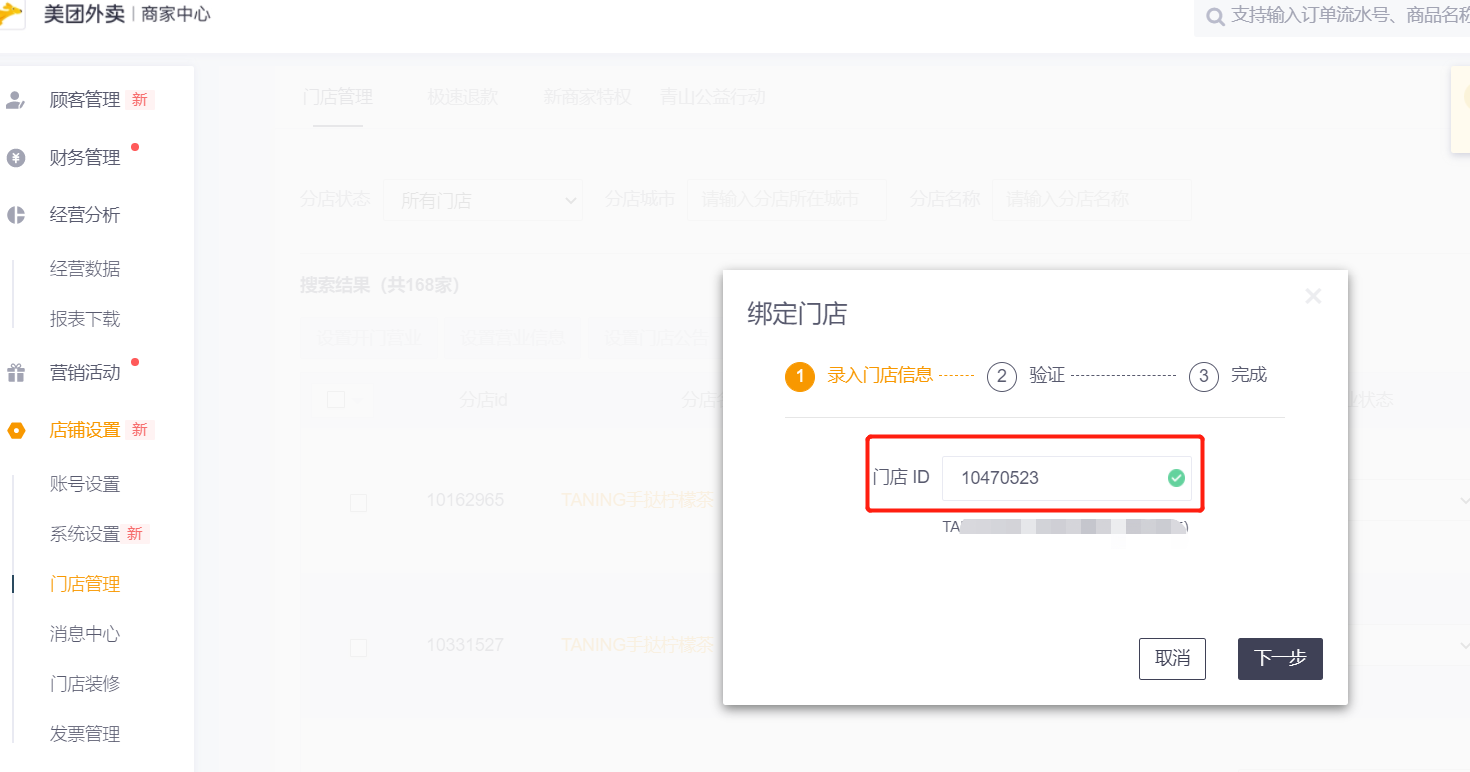 美团外卖 | 商家中心
支持输入订单流水号、商品名称
顾客管理 新
财务管理
经营分析
经营数据
报表下载
营销活动
店铺设置 新
账号设置
系统设置 新
门店管理
消息中心
门店装修
发票管理
门店管理 极速退款 新商家特权 青山公益行动
分店状态 所有门店 分店城市 请输入分店所在城市 分店名称 请输入分店名称
搜索结果（共168家）
设置开门营业 设置营业信息 设置门店公告
分店id
10162965 TANING手挞柠檬茶
10331527 TANING手挞柠檬茶
绑定门店
1 录入门店信息 2 验证 3 完成
门店 ID 10470523
取消 下一步